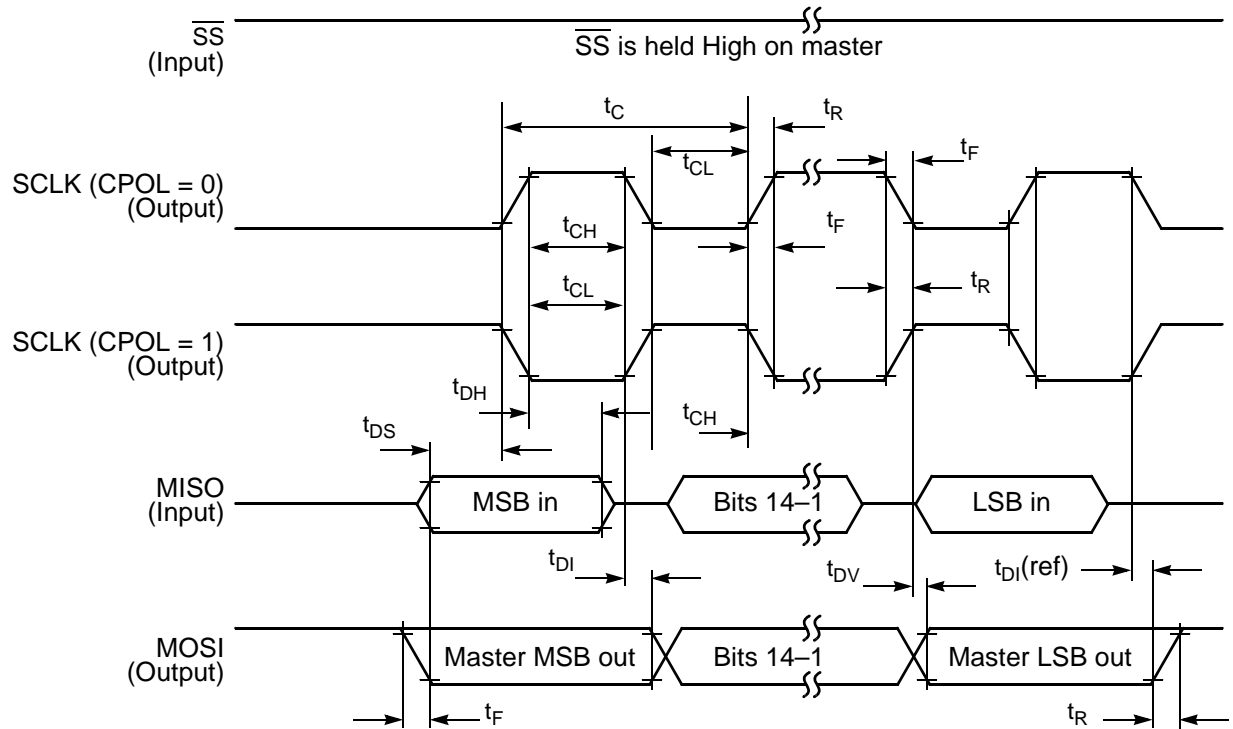 SS
(Input)
SS is held High on master
tC
tR
tCL
tF
SCLK (CPOL = 0)
(Output)
tCH
tF
tCL
tR
SCLK (CPOL = 1)
(Output)
tDH
tCH
tDS
MISO
(Input)
MSB in
Bits 14–1
LSB in
tDI
tDV
tDI(ref)
MOSI
(Output)
Master MSB out
Bits 14–1
Master LSB out
tF
tR